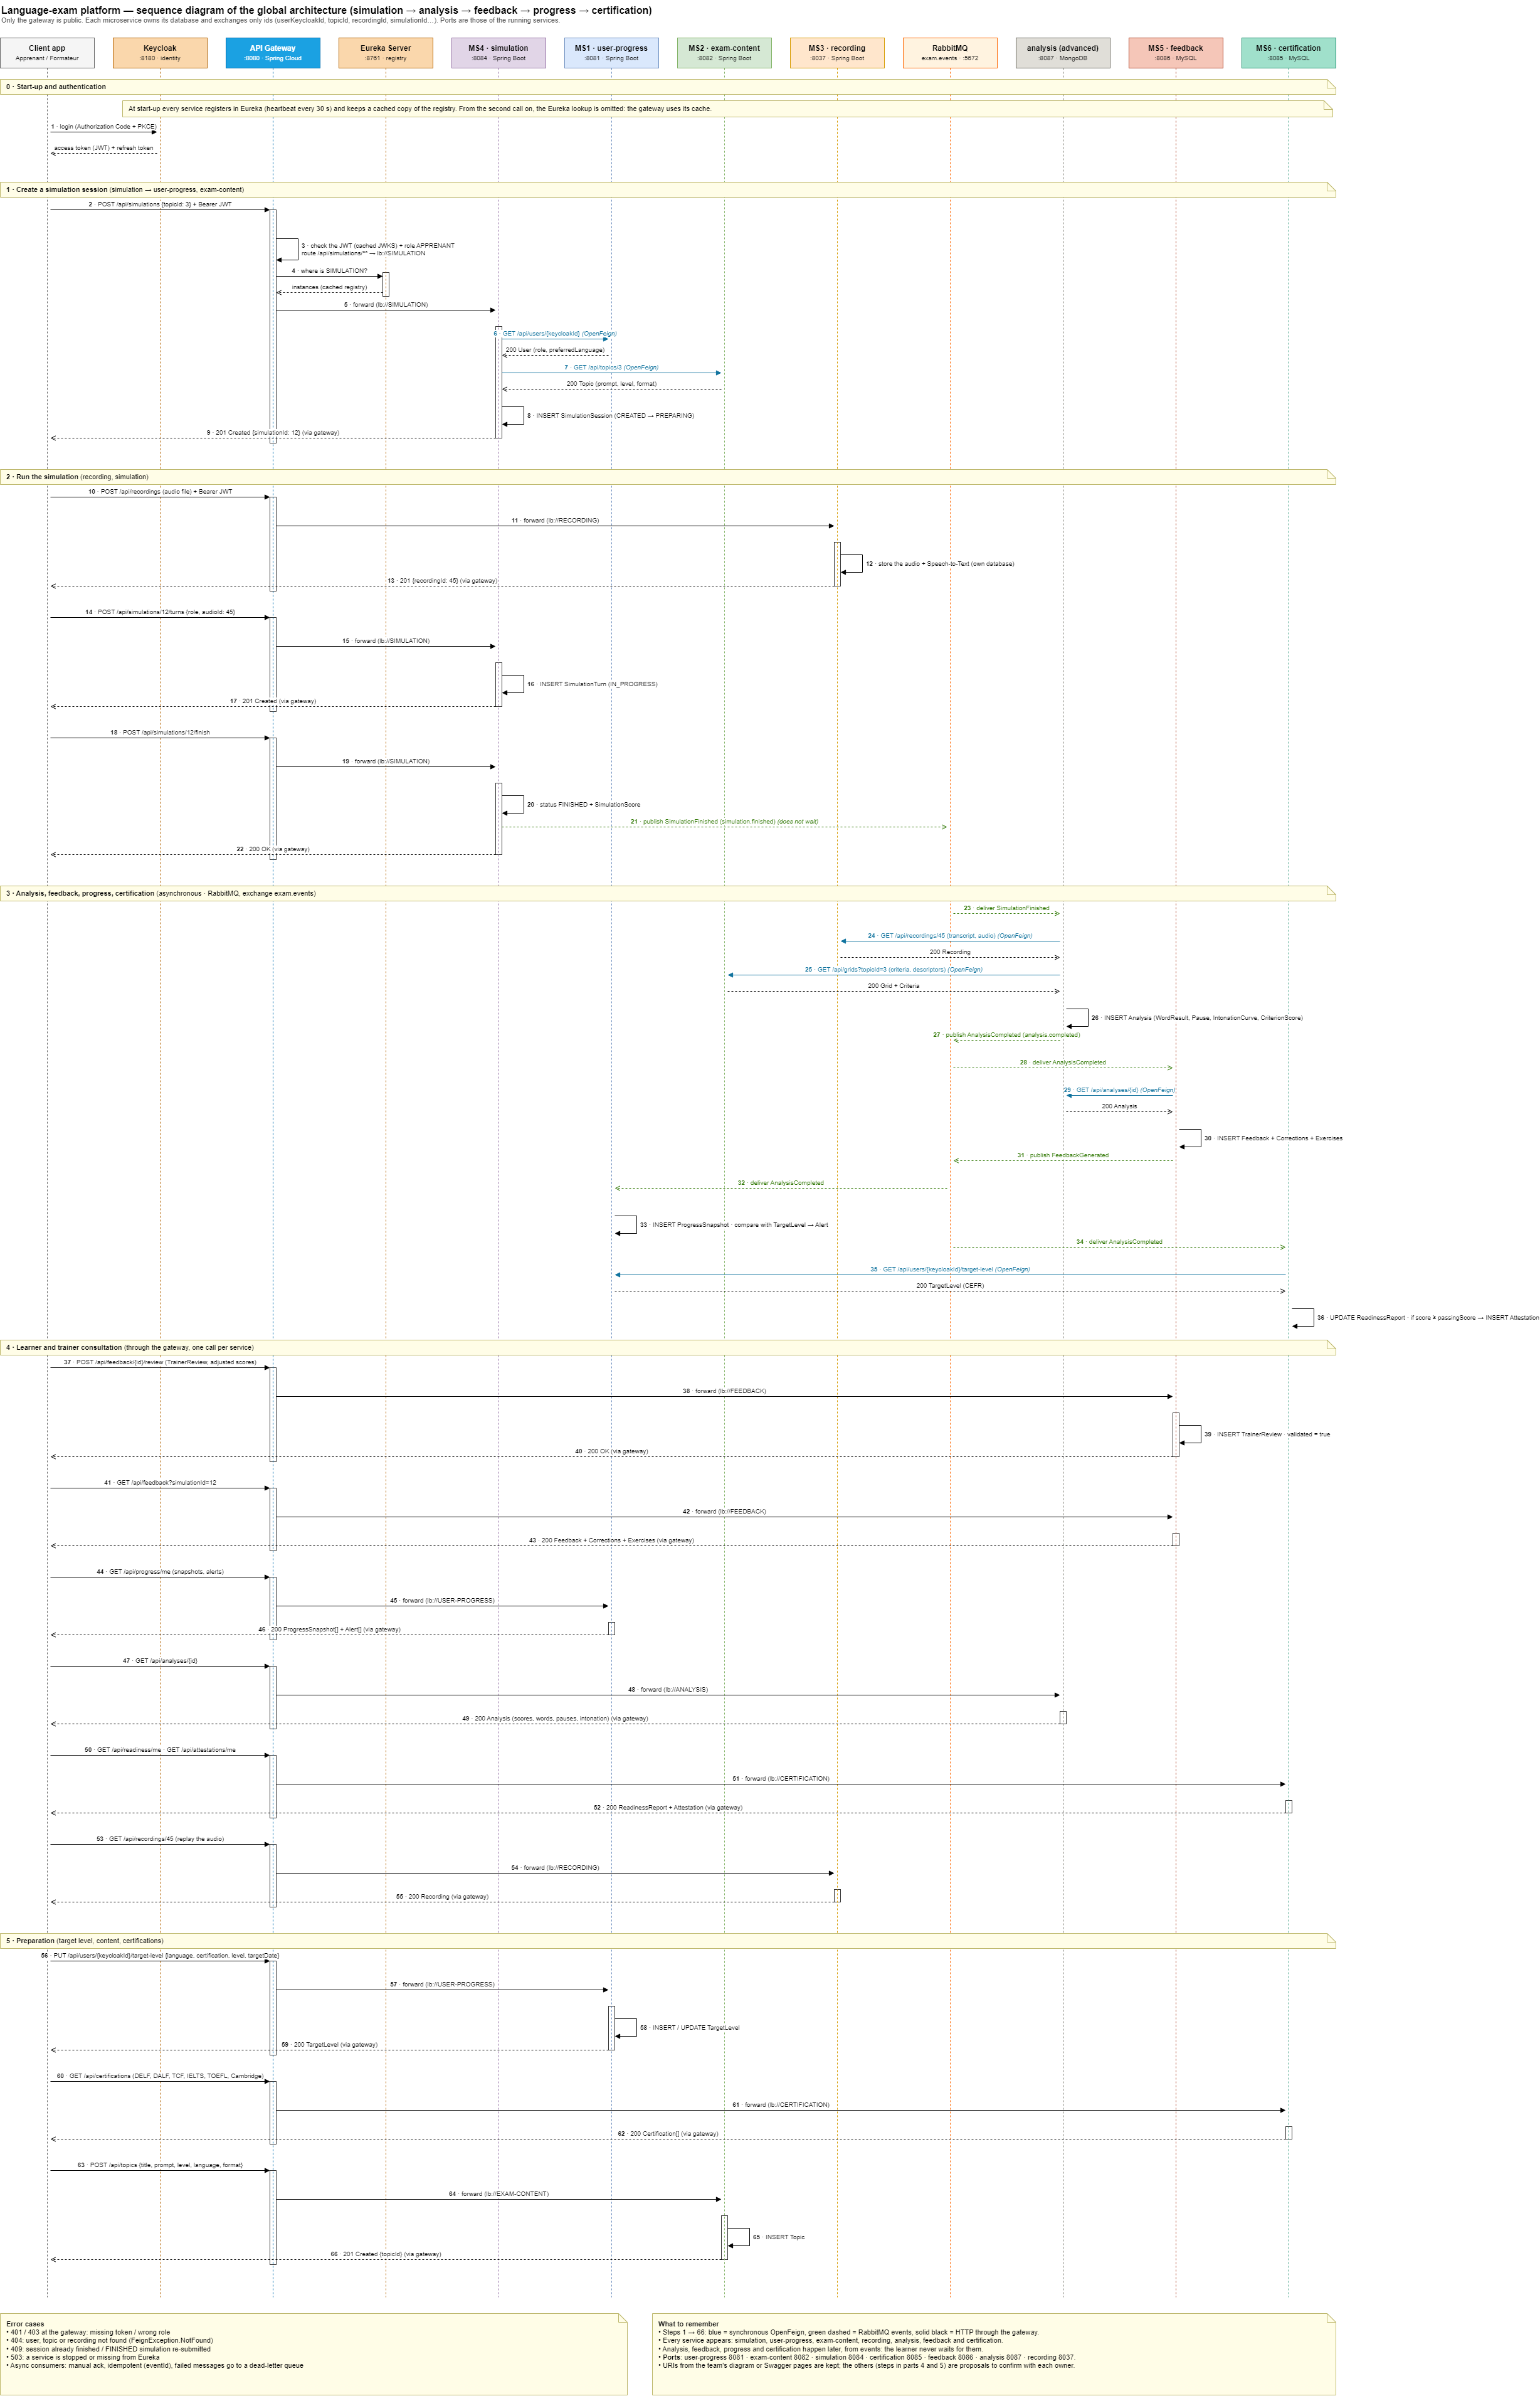 Language-exam platform — sequence diagram of the global architecture (simulation → analysis → feedback → progress → certification)
Only the gateway is public. Each microservice owns its database and exchanges only ids (userKeycloakId, topicId, recordingId, simulationId...). Ports are those of the running services.
Client app
Apprenant / Formateur
Keycloak
:8180 · identity
API Gateway
:8080 · Spring Cloud
Eureka Server
:8761 · registry
MS4 · simulation
:8084 · Spring Boot
MS1 · user-progress
:8081 · Spring Boot
MS2 · exam-content
:8082 · Spring Boot
MS3 · recording
:8037 · Spring Boot
RabbitMQ
exam.events · :5672
analysis (advanced)
:8087 · MongoDB
MS5 · feedback
:8086 · MySQL
MS6 · certification
:8085 · MySQL
0 · Start-up and authentication
At start-up every service registers in Eureka (heartbeat every 30 s) and keeps a cached copy of the registry. From the second call on, the Eureka lookup is omitted: the gateway uses its cache.
1 · login (Authorization Code + PKCE)
access token (JWT) + refresh token
1 · Create a simulation session (simulation → user-progress, exam-content)
2 · POST /api/simulations {topicId: 3} + Bearer JWT
3 · check the JWT (cached JWKS) + role APPRENANT
route /api/simulations/** → lb://SIMULATION
4 · where is SIMULATION?
instances (cached registry)
5 · forward (lb://SIMULATION)
6 · GET /api/users/{keycloakId} (OpenFeign)
200 User (role, preferredLanguage)
7 · GET /api/topics/3 (OpenFeign)
200 Topic (prompt, level, format)
8 · INSERT SimulationSession (CREATED → PREPARING)
9 · 201 Created {simulationId: 12} (via gateway)
2 · Run the simulation (recording, simulation)
10 · POST /api/recordings (audio file) + Bearer JWT
11 · forward (lb://RECORDING)
12 · store the audio + Speech-to-Text (own database)
13 · 201 {recordingId: 45} (via gateway)
14 · POST /api/simulations/12/turns {role, audioId: 45}
15 · forward (lb://SIMULATION)
16 · INSERT SimulationTurn (IN_PROGRESS)
17 · 201 Created (via gateway)
18 · POST /api/simulations/12/finish
19 · forward (lb://SIMULATION)
20 · status FINISHED + SimulationScore
21 · publish SimulationFinished (simulation.finished) (does not wait)
22 · 200 OK (via gateway)
3 · Analysis, feedback, progress, certification (asynchronous · RabbitMQ, exchange exam.events)
23 · deliver SimulationFinished
24 · GET /api/recordings/45 (transcript, audio) (OpenFeign)
200 Recording
25 · GET /api/grids?topicId=3 (criteria, descriptors) (OpenFeign)
200 Grid + Criteria
26 · INSERT Analysis (WordResult, Pause, IntonationCurve, CriterionScore)
27 · publish AnalysisCompleted (analysis.completed)
28 · deliver AnalysisCompleted
29 · GET /api/analyses/{id} (OpenFeign)
200 Analysis
30 · INSERT Feedback + Corrections + Exercises
31 · publish FeedbackGenerated
32 · deliver AnalysisCompleted
33 · INSERT ProgressSnapshot · compare with TargetLevel → Alert
34 · deliver AnalysisCompleted
35 · GET /api/users/{keycloakId}/target-level (OpenFeign)
200 TargetLevel (CEFR)
36 · UPDATE ReadinessReport · if score ≥ passingScore → INSERT Attestation
4 · Learner and trainer consultation (through the gateway, one call per service)
37 · POST /api/feedback/{id}/review (TrainerReview, adjusted scores)
38 · forward (lb://FEEDBACK)
39 · INSERT TrainerReview · validated = true
40 · 200 OK (via gateway)
41 · GET /api/feedback?simulationId=12
42 · forward (lb://FEEDBACK)
43 · 200 Feedback + Corrections + Exercises (via gateway)
44 · GET /api/progress/me (snapshots, alerts)
45 · forward (lb://USER-PROGRESS)
46 · 200 ProgressSnapshot[] + Alert[] (via gateway)
47 · GET /api/analyses/{id}
48 · forward (lb://ANALYSIS)
49 · 200 Analysis (scores, words, pauses, intonation) (via gateway)
50 · GET /api/readiness/me · GET /api/attestations/me
51 · forward (lb://CERTIFICATION)
52 · 200 ReadinessReport + Attestation (via gateway)
53 · GET /api/recordings/45 (replay the audio)
54 · forward (lb://RECORDING)
55 · 200 Recording (via gateway)
5 · Preparation (target level, content, certifications)
56 · PUT /api/users/{keycloakId}/target-level {language, certification, level, targetDate}
57 · forward (lb://USER-PROGRESS)
58 · INSERT / UPDATE TargetLevel
59 · 200 TargetLevel (via gateway)
60 · GET /api/certifications (DELF, DALF, TCF, IELTS, TOEFL, Cambridge)
61 · forward (lb://CERTIFICATION)
62 · 200 Certification[] (via gateway)
63 · POST /api/topics {title, prompt, level, language, format}
64 · forward (lb://EXAM-CONTENT)
65 · INSERT Topic
66 · 201 Created {topicId} (via gateway)
Error cases
• 401 / 403 at the gateway: missing token / wrong role
• 404: user, topic or recording not found (FeignException.NotFound)
• 409: session already finished / FINISHED simulation re-submitted
• 503: a service is stopped or missing from Eureka
• Async consumers: manual ack, idempotent (eventId), failed messages go to a dead-letter queue
What to remember
• Steps 1 → 66: blue = synchronous OpenFeign, green dashed = RabbitMQ events, solid black = HTTP through the gateway.
• Every service appears: simulation, user-progress, exam-content, recording, analysis, feedback and certification.
• Analysis, feedback, progress and certification happen later, from events: the learner never waits for them.
• Ports: user-progress 8081 · exam-content 8082 · simulation 8084 · certification 8085 · feedback 8086 · analysis 8087 · recording 8037.
• URIs from the team's diagram or Swagger pages are kept; the others (steps in parts 4 and 5) are proposals to confirm with each owner.